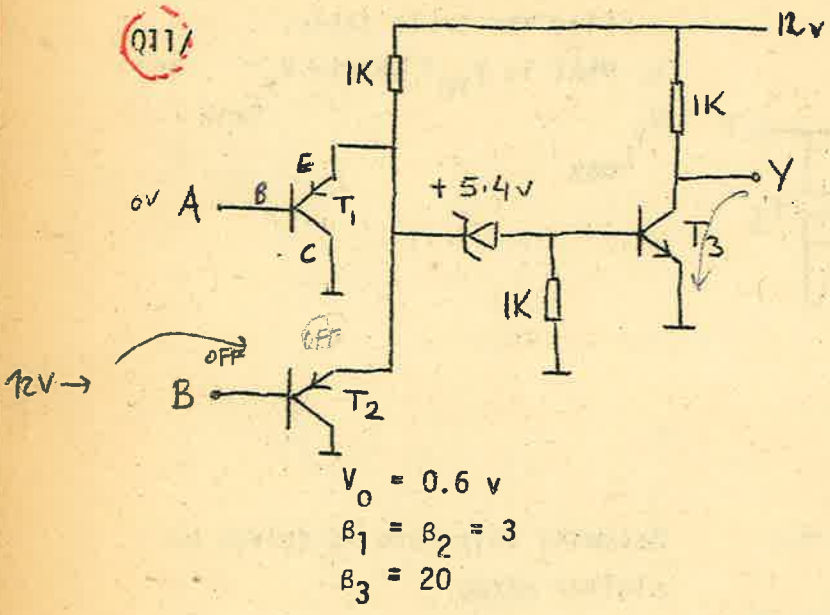 Q11/
12v
1K
1K
E
+5.4v
Y
0V A B T1
C
T3
1K
OFF
OFF
12V→
B T2
V0 = 0.6 v
β1 = β2 = 3
β3 = 20